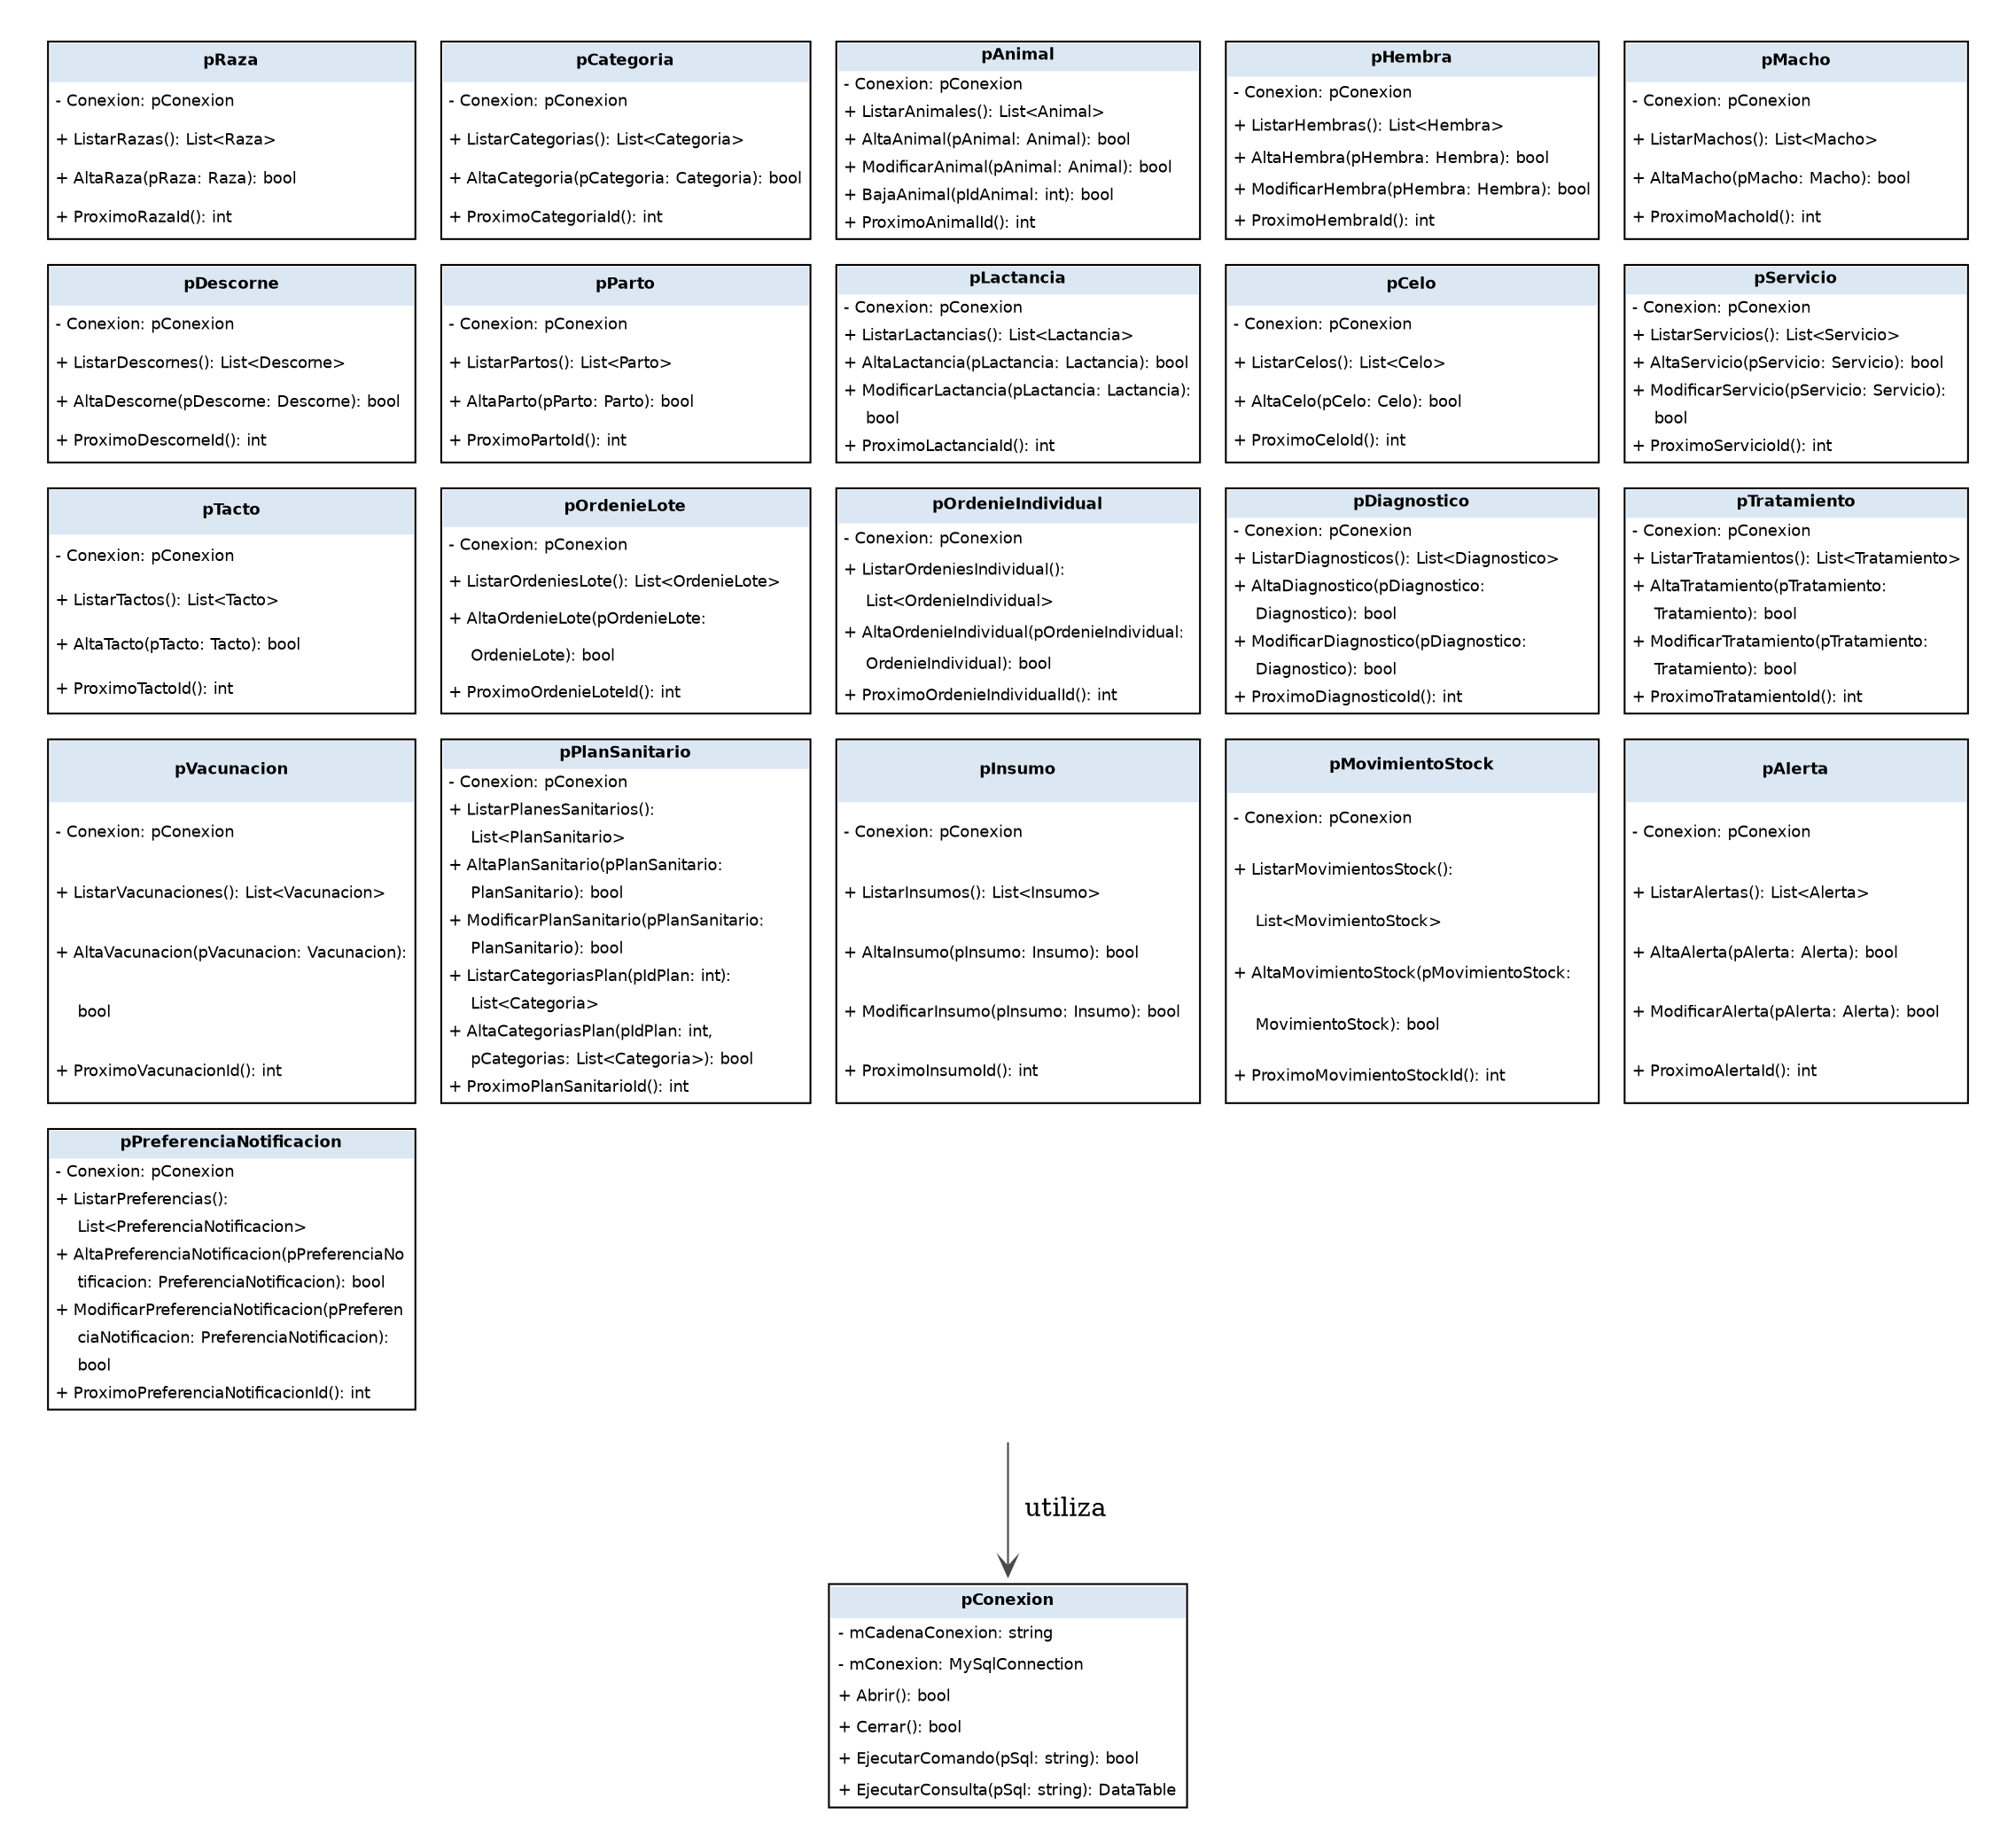 pRaza
- Conexion: pConexion
+ ListarRazas(): List<Raza>
+ AltaRaza(pRaza: Raza): bool
+ ProximoRazaId(): int
pCategoria
- Conexion: pConexion
+ ListarCategorias(): List<Categoria>
+ AltaCategoria(pCategoria: Categoria): bool
+ ProximoCategoriaId(): int
pAnimal
- Conexion: pConexion
+ ListarAnimales(): List<Animal>
+ AltaAnimal(pAnimal: Animal): bool
+ ModificarAnimal(pAnimal: Animal): bool
+ BajaAnimal(pIdAnimal: int): bool
+ ProximoAnimalId(): int
pHembra
- Conexion: pConexion
+ ListarHembras(): List<Hembra>
+ AltaHembra(pHembra: Hembra): bool
+ ModificarHembra(pHembra: Hembra): bool
+ ProximoHembraId(): int
pMacho
- Conexion: pConexion
+ ListarMachos(): List<Macho>
+ AltaMacho(pMacho: Macho): bool
+ ProximoMachoId(): int
pDescorne
- Conexion: pConexion
+ ListarDescornes(): List<Descorne>
+ AltaDescorne(pDescorne: Descorne): bool
+ ProximoDescorneId(): int
pParto
- Conexion: pConexion
+ ListarPartos(): List<Parto>
+ AltaParto(pParto: Parto): bool
+ ProximoPartoId(): int
pLactancia
- Conexion: pConexion
+ ListarLactancias(): List<Lactancia>
+ AltaLactancia(pLactancia: Lactancia): bool
+ ModificarLactancia(pLactancia: Lactancia):
bool
+ ProximoLactanciaId(): int
pCelo
- Conexion: pConexion
+ ListarCelos(): List<Celo>
+ AltaCelo(pCelo: Celo): bool
+ ProximoCeloId(): int
pServicio
- Conexion: pConexion
+ ListarServicios(): List<Servicio>
+ AltaServicio(pServicio: Servicio): bool
+ ModificarServicio(pServicio: Servicio):
bool
+ ProximoServicioId(): int
pTacto
- Conexion: pConexion
+ ListarTactos(): List<Tacto>
+ AltaTacto(pTacto: Tacto): bool
+ ProximoTactoId(): int
pOrdenieLote
- Conexion: pConexion
+ ListarOrdeniesLote(): List<OrdenieLote>
+ AltaOrdenieLote(pOrdenieLote:
OrdenieLote): bool
+ ProximoOrdenieLoteId(): int
pOrdenieIndividual
- Conexion: pConexion
+ ListarOrdeniesIndividual():
List<OrdenieIndividual>
+ AltaOrdenieIndividual(pOrdenieIndividual:
OrdenieIndividual): bool
+ ProximoOrdenieIndividualId(): int
pDiagnostico
- Conexion: pConexion
+ ListarDiagnosticos(): List<Diagnostico>
+ AltaDiagnostico(pDiagnostico:
Diagnostico): bool
+ ModificarDiagnostico(pDiagnostico:
Diagnostico): bool
+ ProximoDiagnosticoId(): int
pTratamiento
- Conexion: pConexion
+ ListarTratamientos(): List<Tratamiento>
+ AltaTratamiento(pTratamiento:
Tratamiento): bool
+ ModificarTratamiento(pTratamiento:
Tratamiento): bool
+ ProximoTratamientoId(): int
pVacunacion
- Conexion: pConexion
+ ListarVacunaciones(): List<Vacunacion>
+ AltaVacunacion(pVacunacion: Vacunacion):
bool
+ ProximoVacunacionId(): int
pPlanSanitario
- Conexion: pConexion
+ ListarPlanesSanitarios():
List<PlanSanitario>
+ AltaPlanSanitario(pPlanSanitario:
PlanSanitario): bool
+ ModificarPlanSanitario(pPlanSanitario:
PlanSanitario): bool
+ ListarCategoriasPlan(pIdPlan: int):
List<Categoria>
+ AltaCategoriasPlan(pIdPlan: int,
pCategorias: List<Categoria>): bool
+ ProximoPlanSanitarioId(): int
pInsumo
- Conexion: pConexion
+ ListarInsumos(): List<Insumo>
+ AltaInsumo(pInsumo: Insumo): bool
+ ModificarInsumo(pInsumo: Insumo): bool
+ ProximoInsumoId(): int
pMovimientoStock
- Conexion: pConexion
+ ListarMovimientosStock():
List<MovimientoStock>
+ AltaMovimientoStock(pMovimientoStock:
MovimientoStock): bool
+ ProximoMovimientoStockId(): int
pAlerta
- Conexion: pConexion
+ ListarAlertas(): List<Alerta>
+ AltaAlerta(pAlerta: Alerta): bool
+ ModificarAlerta(pAlerta: Alerta): bool
+ ProximoAlertaId(): int
pPreferenciaNotificacion
- Conexion: pConexion
+ ListarPreferencias():
List<PreferenciaNotificacion>
+ AltaPreferenciaNotificacion(pPreferenciaNo
tificacion: PreferenciaNotificacion): bool
+ ModificarPreferenciaNotificacion(pPreferen
ciaNotificacion: PreferenciaNotificacion):
bool
+ ProximoPreferenciaNotificacionId(): int
utiliza
pConexion
- mCadenaConexion: string
- mConexion: MySqlConnection
+ Abrir(): bool
+ Cerrar(): bool
+ EjecutarComando(pSql: string): bool
+ EjecutarConsulta(pSql: string): DataTable